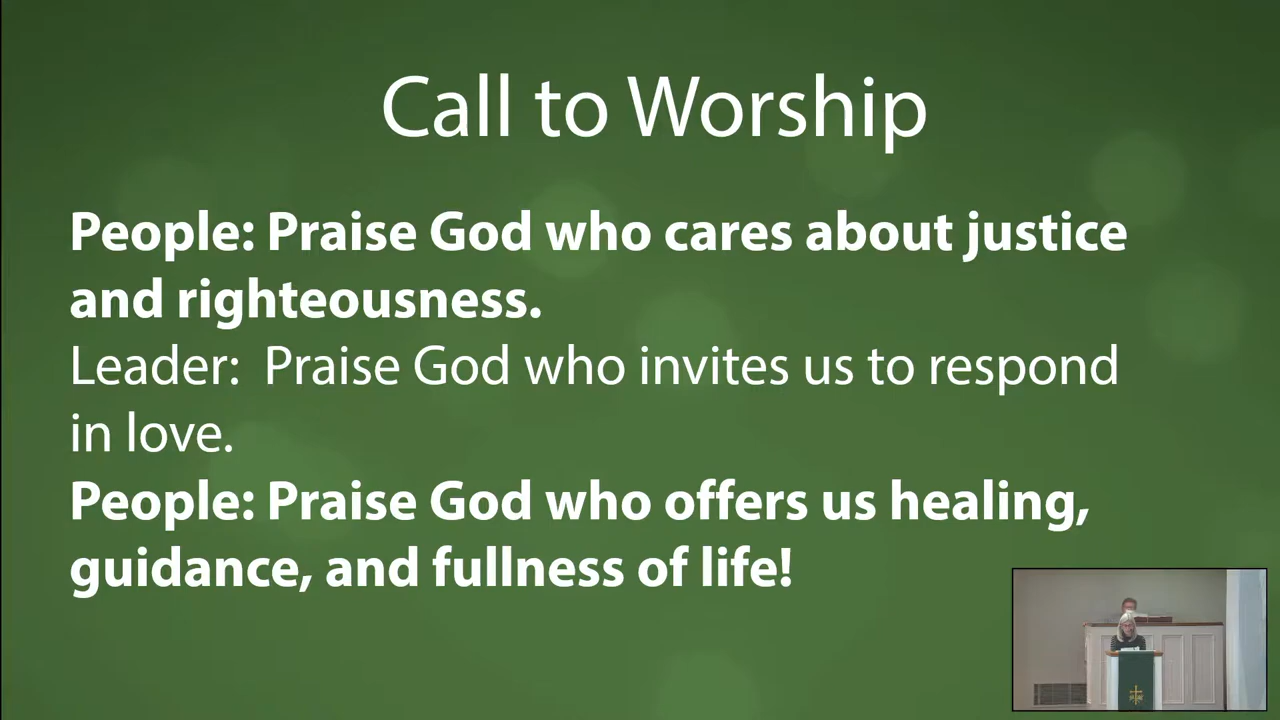 Call to Worship
People: Praise God who cares about justice
and righteousness.
Leader:  Praise God who invites us to respond
in love.
People: Praise God who offers us healing,
guidance, and fullness of life!